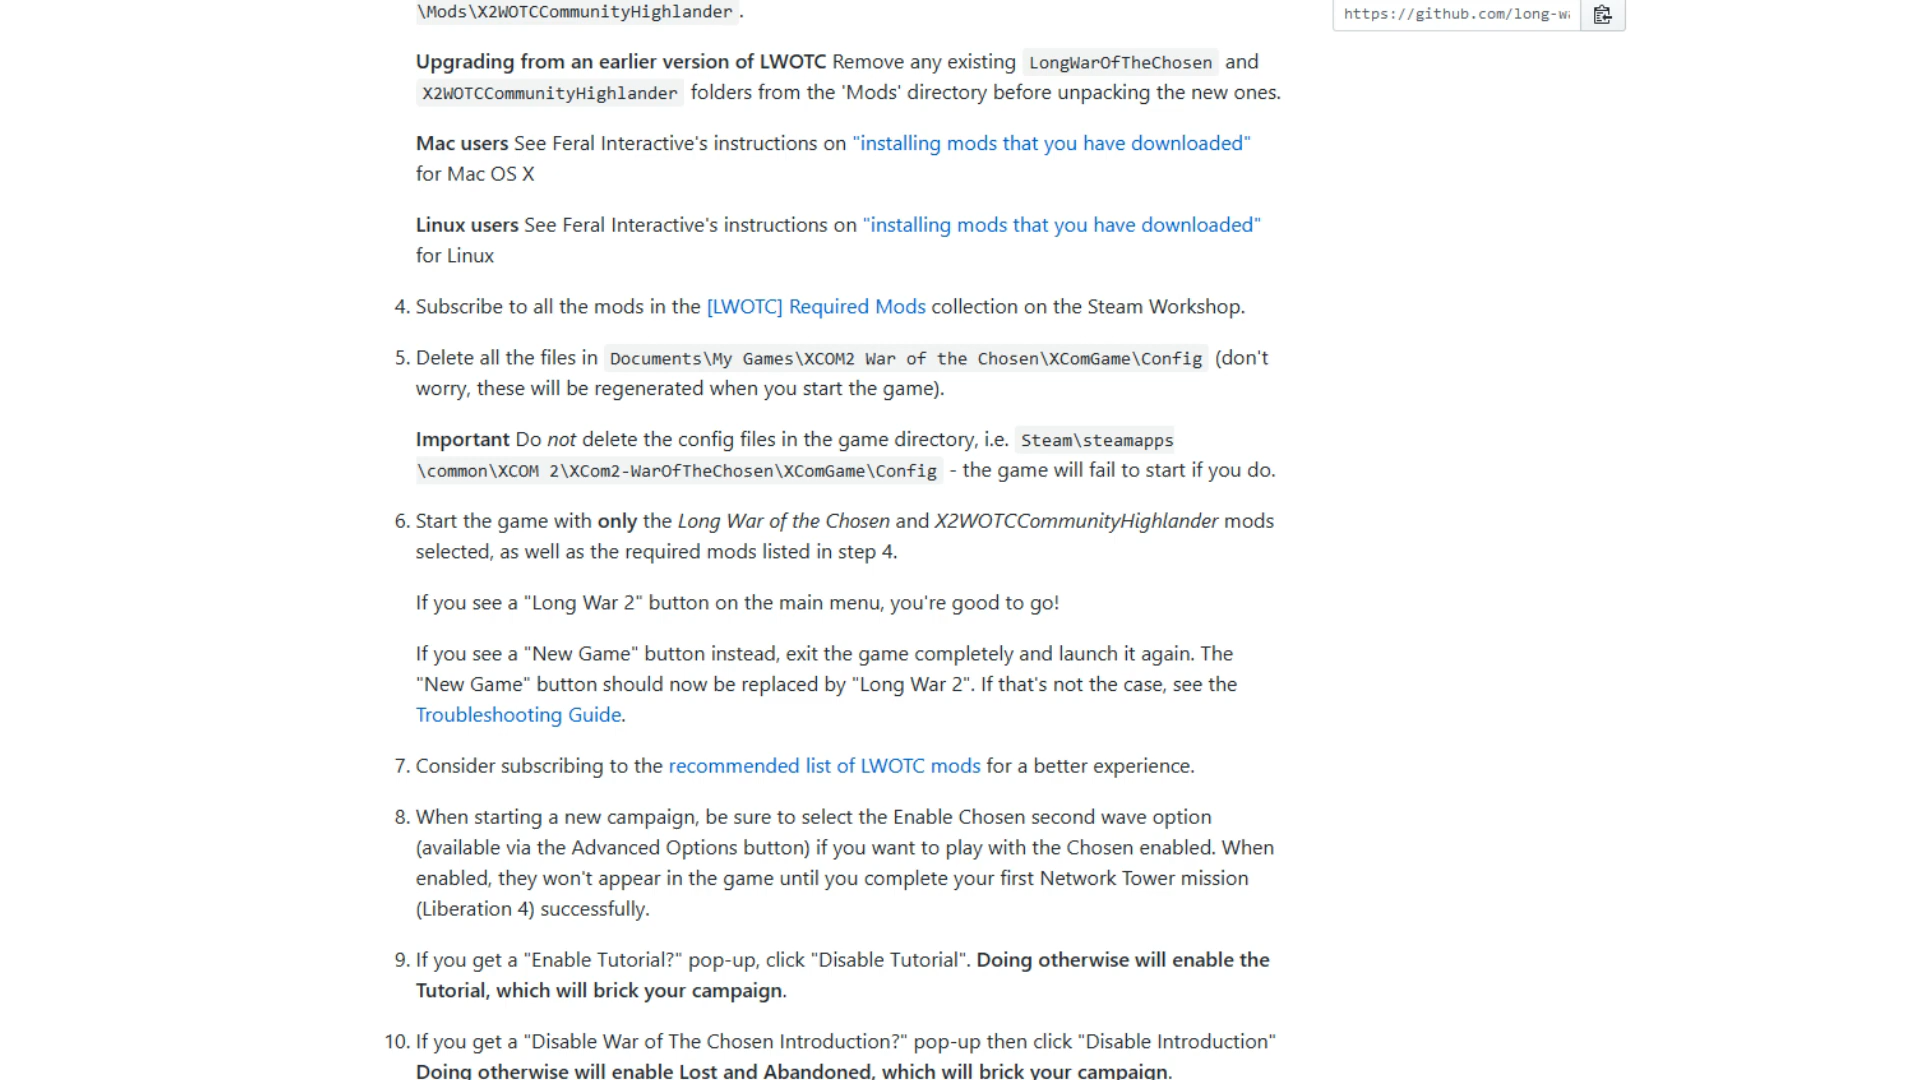 \Mods\X2WOTCCommunityHighlander .
https://github.com/long-wa
Upgrading from an earlier version of LWOTC Remove any existing LongWarOfTheChosen and
X2WOTCCommunityHighlander folders from the 'Mods' directory before unpacking the new ones.
Mac users See Feral Interactive's instructions on "installing mods that you have downloaded"
for Mac OS X
Linux users See Feral Interactive's instructions on "installing mods that you have downloaded"
for Linux
4. Subscribe to all the mods in the [LWOTC] Required Mods collection on the Steam Workshop.
5. Delete all the files in Documents\My Games\XCOM2 War of the Chosen\XComGame\Config (don't
worry, these will be regenerated when you start the game).
Important Do not delete the config files in the game directory, i.e. Steam\steamapps
\common\XCOM 2\XCom2-WarOfTheChosen\XComGame\Config - the game will fail to start if you do.
6. Start the game with only the Long War of the Chosen and X2WOTCCommunityHighlander mods
selected, as well as the required mods listed in step 4.
If you see a "Long War 2" button on the main menu, you're good to go!
If you see a "New Game" button instead, exit the game completely and launch it again. The
"New Game" button should now be replaced by "Long War 2". If that's not the case, see the
Troubleshooting Guide.
7. Consider subscribing to the recommended list of LWOTC mods for a better experience.
8. When starting a new campaign, be sure to select the Enable Chosen second wave option
(available via the Advanced Options button) if you want to play with the Chosen enabled. When
enabled, they won't appear in the game until you complete your first Network Tower mission
(Liberation 4) successfully.
9. If you get a "Enable Tutorial?" pop-up, click "Disable Tutorial". Doing otherwise will enable the
Tutorial, which will brick your campaign.
10. If you get a "Disable War of The Chosen Introduction?" pop-up then click "Disable Introduction"
Doing otherwise will enable Lost and Abandoned, which will brick your campaign.